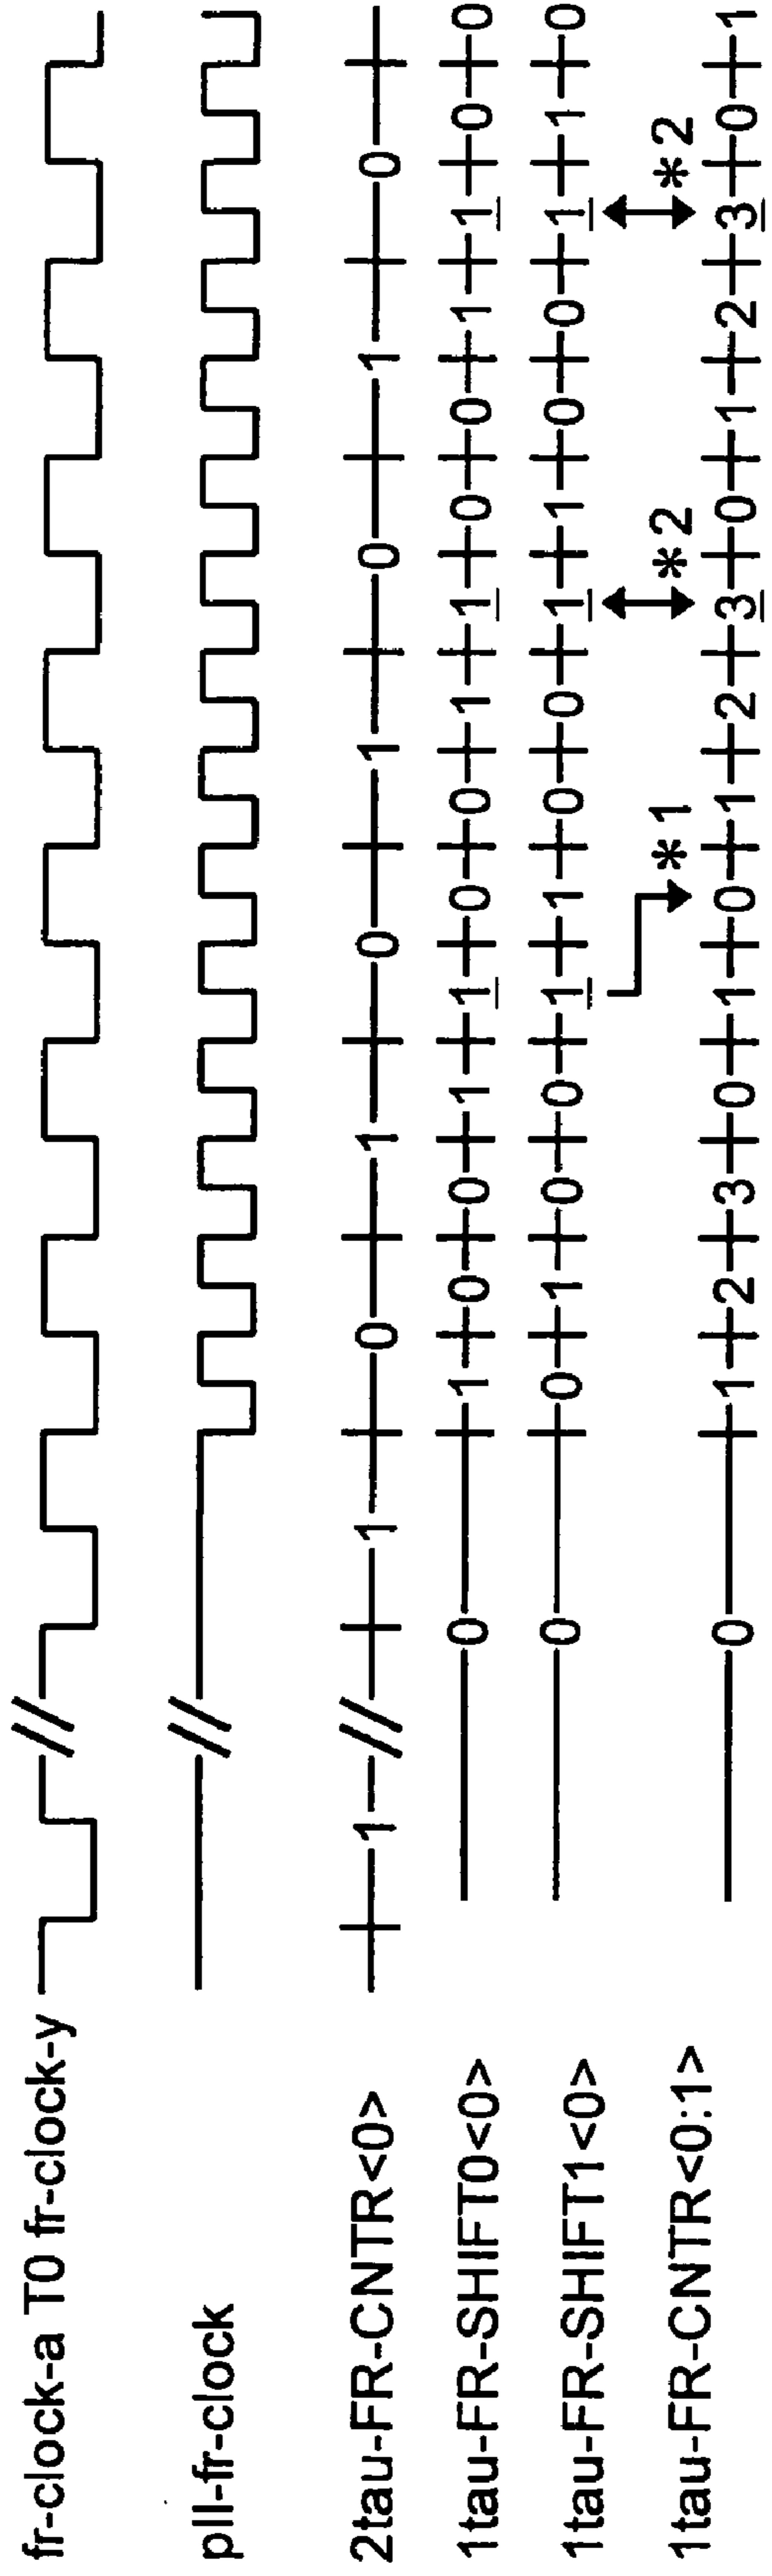 fr-clock-a T0 fr-clock-y //
pll-fr-clock //
2tau-FR-CNTR<0> 1 // 1 0 1 0 1 0 1 0
1tau-FR-SHIFT0<0> 0 1 0 0 1 1 0 0 1 1 0 0 1 1 0 0
1tau-FR-SHIFT1<0> 0 0 1 0 0 1 1 0 0 1 1 0 0 1 1 0
*1 *2 *2
1tau-FR-CNTR<0:1> 0 1 2 3 0 1 0 1 2 3 0 1 2 3 0 1